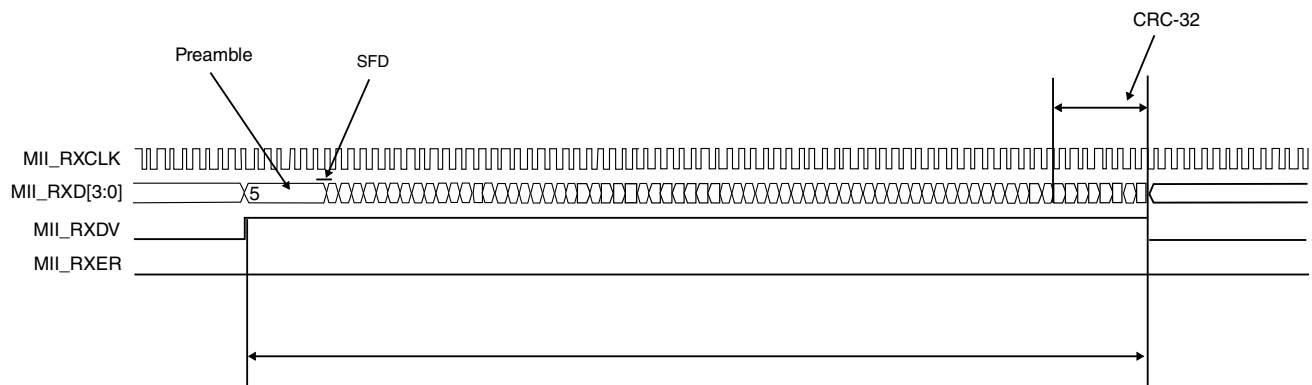 CRC-32
Preamble
SFD
MII_RXCLK
MII_RXD[3:0]
5
MII_RXDV
MII_RXER